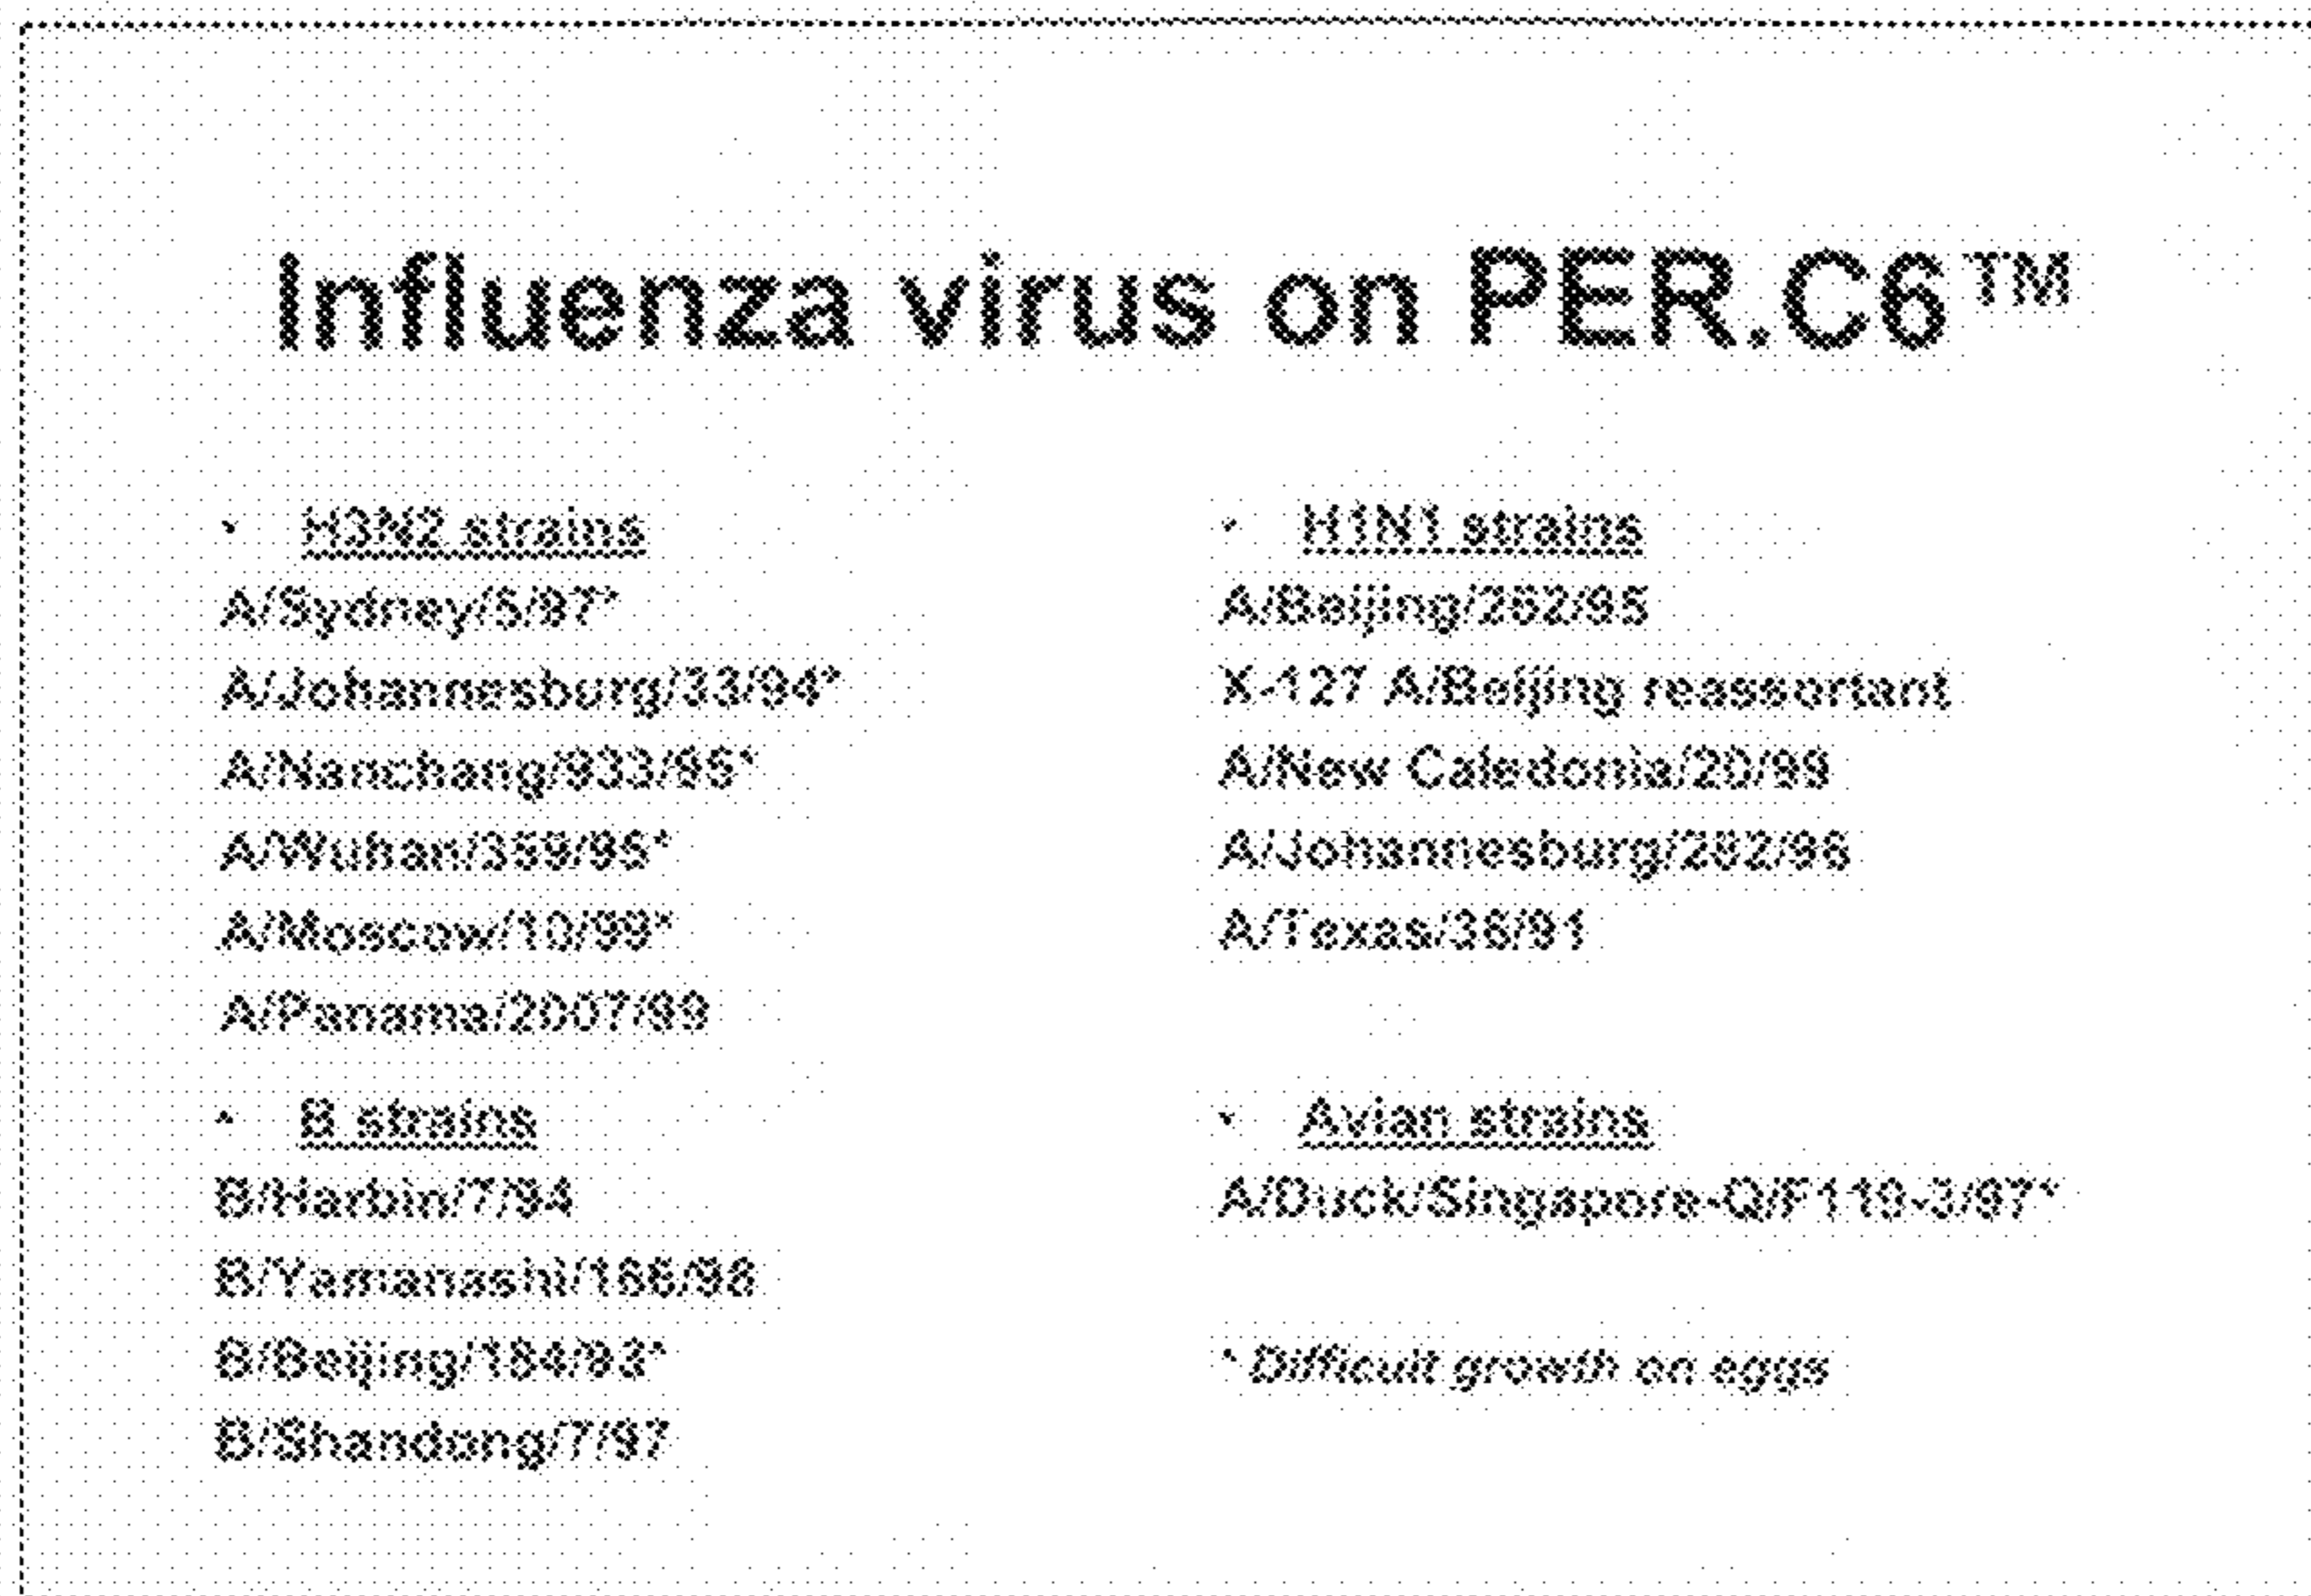 Influenza virus on PER.C6™
• H3N2 strains
A/Sydney/5/97*
A/Johannesburg/33/94*
A/Nanchang/933/95*
A/Wuhan/359/95*
A/Moscow/10/99*
A/Panama/2007/99
• B strains
B/Harbin/7/94
B/Yamanashi/166/98
B/Beijing/184/93*
B/Shandong/7/97
• H1N1 strains
A/Beijing/262/95
X-127 A/Beijing reassortant
A/New Caledonia/20/99
A/Johannesburg/282/96
A/Texas/36/91
• Avian strains
A/Duck/Singapore-Q/F119-3/97*
* Difficult growth on eggs